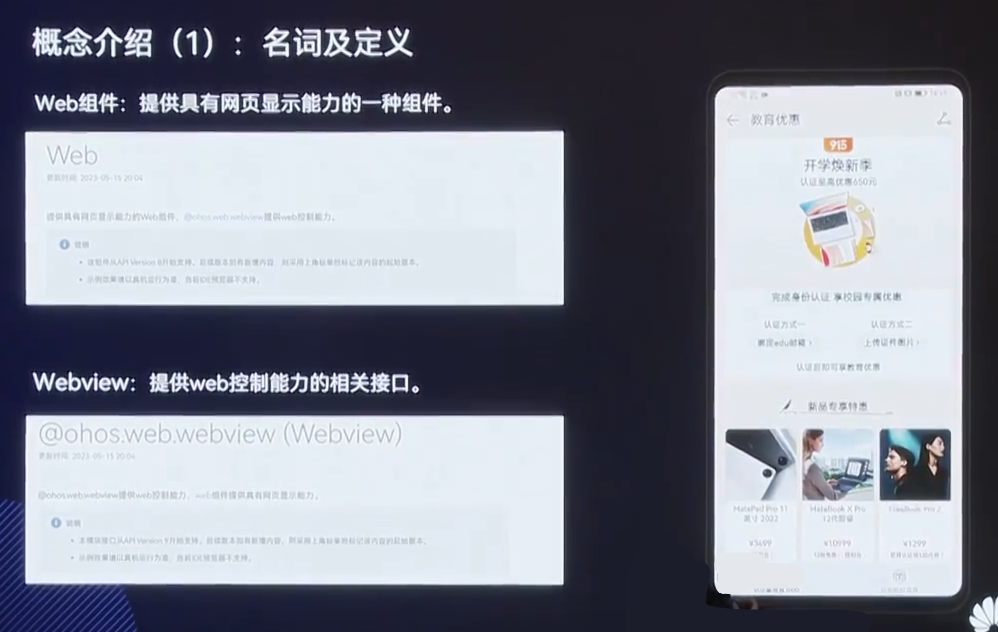 概念介绍（1）：名词及定义
Web组件：提供具有网页显示能力的一种组件。
Web
更新时间: 2023-05-15 20:04
提供具有网页显示能力的Web组件，@ohos.web.webview提供web控制能力。
说明
• 该组件从API Version 8开始支持。后续版本如有新增内容，则采用上角标单独标记该内容的起始版本。
• 示例效果请以真机运行为准，当前IDE预览器不支持。
Webview：提供web控制能力的相关接口。
@ohos.web.webview (Webview)
更新时间: 2023-05-15 20:04
@ohos.web.webview提供web控制能力，web组件提供具有网页显示能力。
说明
• 本模块接口从API Version 9开始支持。后续版本如有新增内容，则采用上角标单独标记该内容的起始版本。
• 示例效果请以真机运行为准，当前IDE预览器不支持。
教育优惠
915
开学焕新季
认证至高优惠650元
完成身份认证 享校园专属优惠
认证方式一 认证方式二
绑定edu邮箱 › 上传证件图片 ›
认证后即可享教育优惠
新品专享特惠
MatePad Pro 11 MateBook X Pro FreeBuds Pro 2
英寸 2022 12代酷睿
¥3499 ¥10999 ¥1299